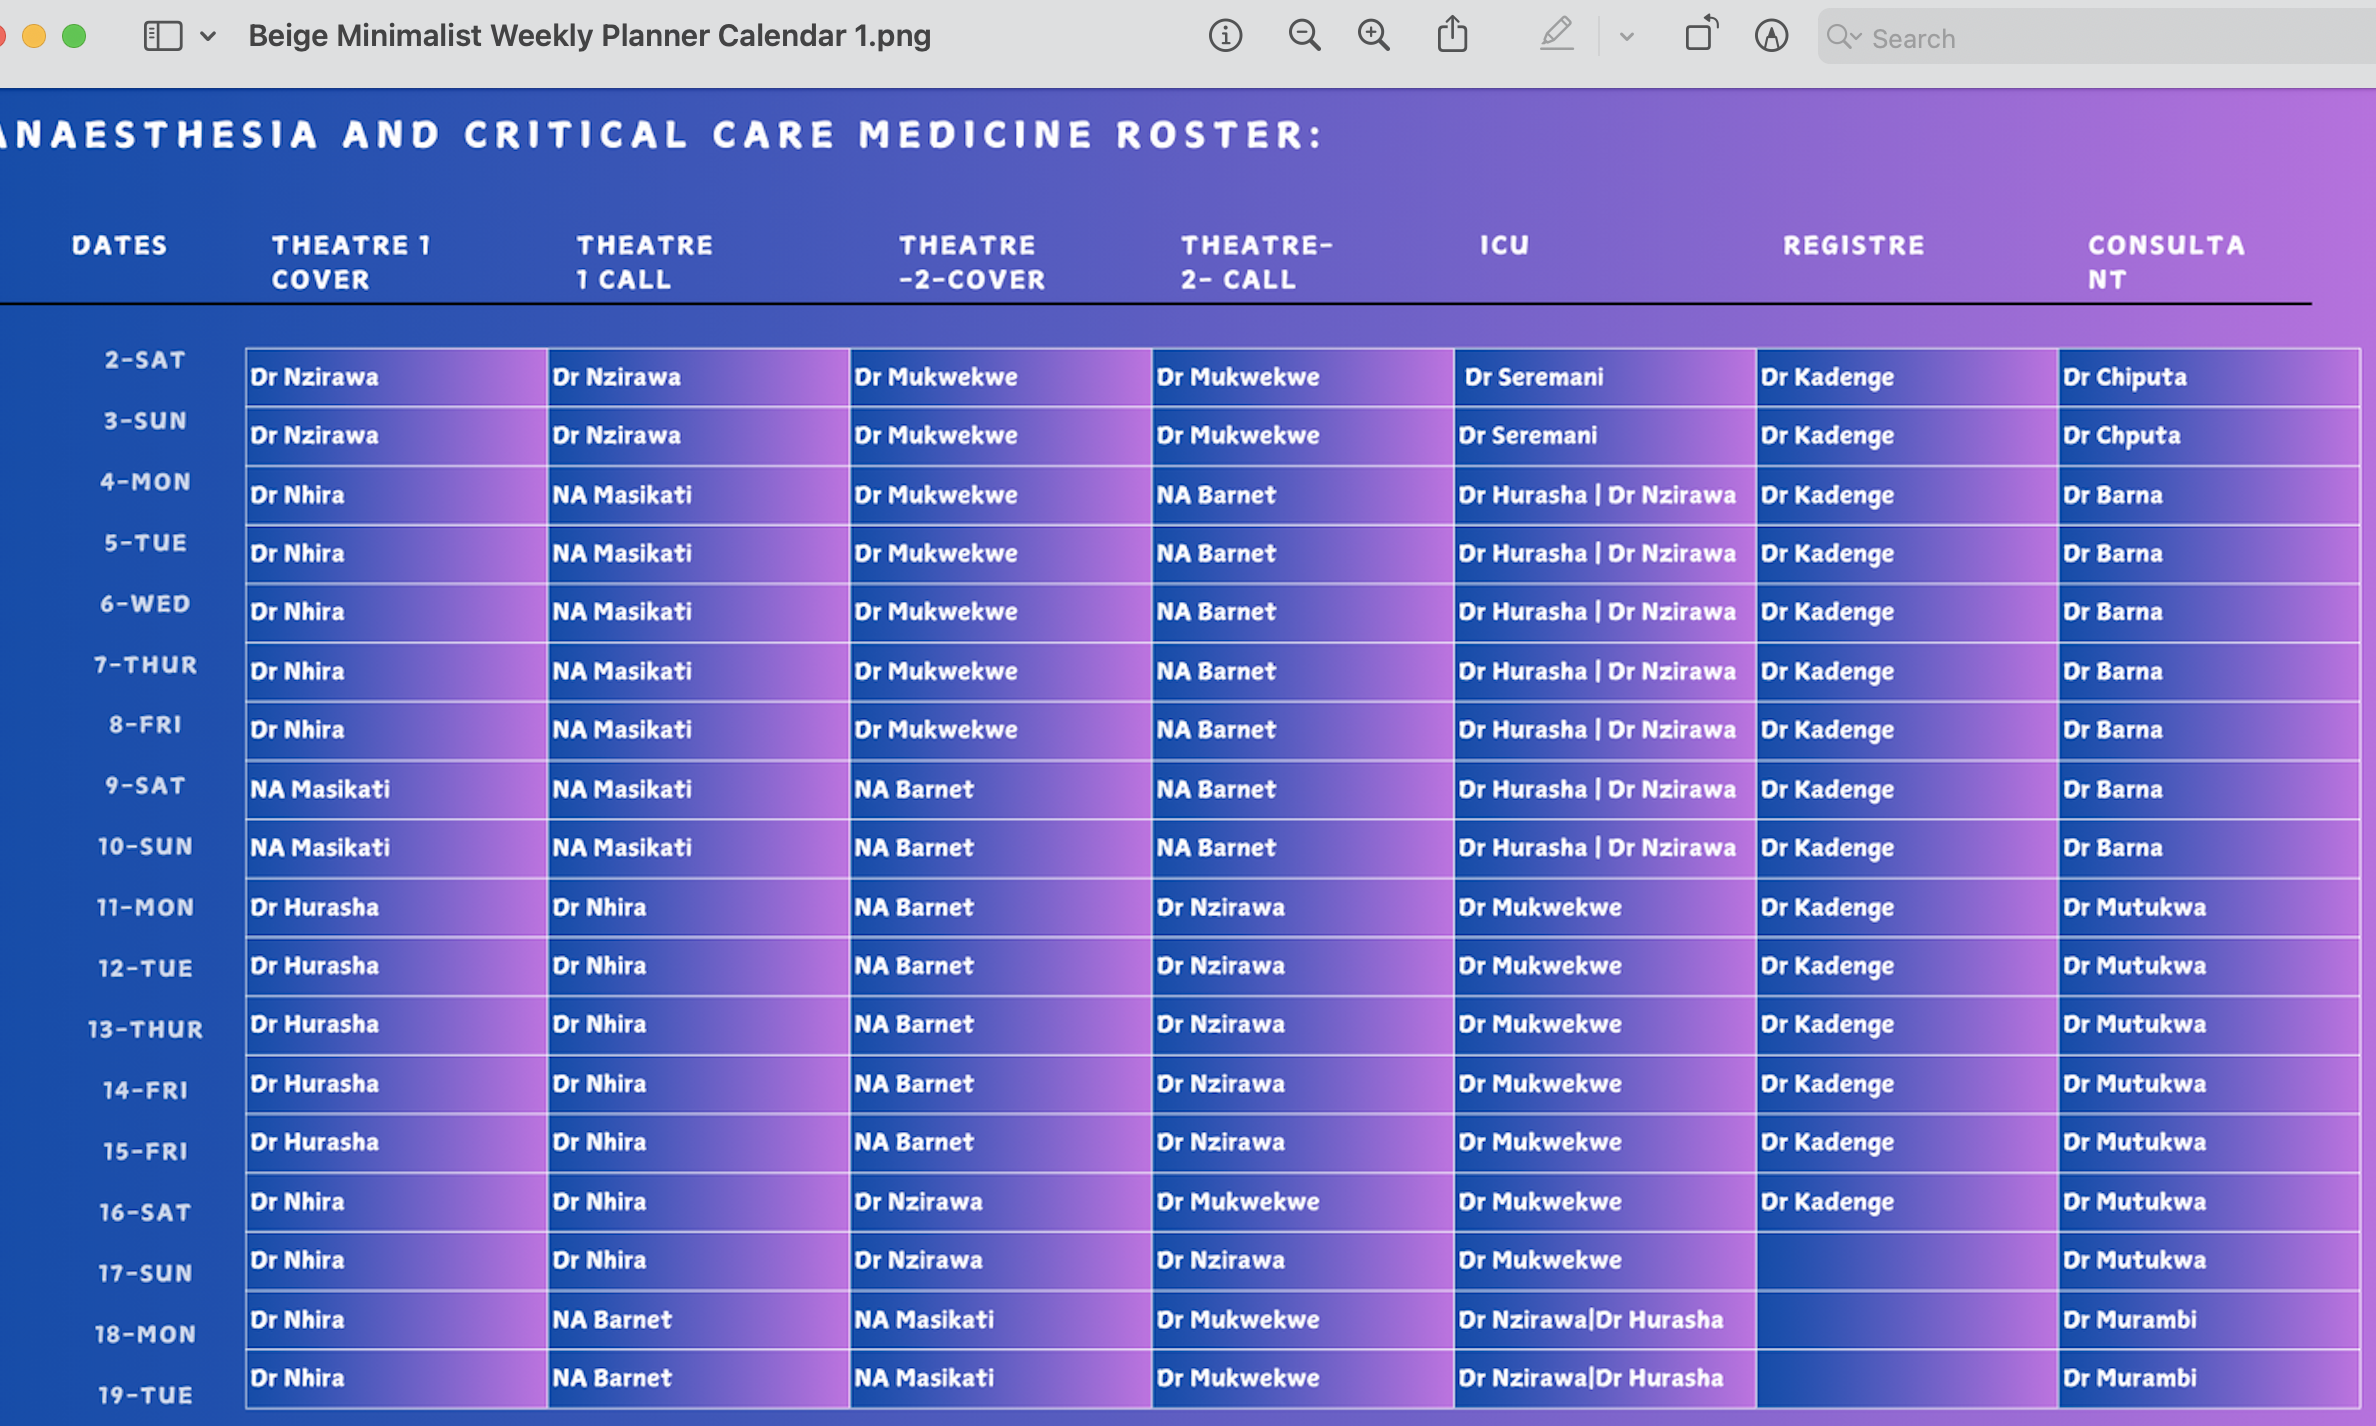 Beige Minimalist Weekly Planner Calendar 1.png
Search
ANAESTHESIA AND CRITICAL CARE MEDICINE ROSTER:
DATES THEATRE 1 COVER THEATRE 1 CALL THEATRE -2-COVER THEATRE- 2- CALL ICU REGISTRE CONSULTA NT
2-SAT Dr Nzirawa Dr Nzirawa Dr Mukwekwe Dr Mukwekwe Dr Seremani Dr Kadenge Dr Chiputa
3-SUN Dr Nzirawa Dr Nzirawa Dr Mukwekwe Dr Mukwekwe Dr Seremani Dr Kadenge Dr Chputa
4-MON Dr Nhira NA Masikati Dr Mukwekwe NA Barnet Dr Hurasha | Dr Nzirawa Dr Kadenge Dr Barna
5-TUE Dr Nhira NA Masikati Dr Mukwekwe NA Barnet Dr Hurasha | Dr Nzirawa Dr Kadenge Dr Barna
6-WED Dr Nhira NA Masikati Dr Mukwekwe NA Barnet Dr Hurasha | Dr Nzirawa Dr Kadenge Dr Barna
7-THUR Dr Nhira NA Masikati Dr Mukwekwe NA Barnet Dr Hurasha | Dr Nzirawa Dr Kadenge Dr Barna
8-FRI Dr Nhira NA Masikati Dr Mukwekwe NA Barnet Dr Hurasha | Dr Nzirawa Dr Kadenge Dr Barna
9-SAT NA Masikati NA Masikati NA Barnet NA Barnet Dr Hurasha | Dr Nzirawa Dr Kadenge Dr Barna
10-SUN NA Masikati NA Masikati NA Barnet NA Barnet Dr Hurasha | Dr Nzirawa Dr Kadenge Dr Barna
11-MON Dr Hurasha Dr Nhira NA Barnet Dr Nzirawa Dr Mukwekwe Dr Kadenge Dr Mutukwa
12-TUE Dr Hurasha Dr Nhira NA Barnet Dr Nzirawa Dr Mukwekwe Dr Kadenge Dr Mutukwa
13-THUR Dr Hurasha Dr Nhira NA Barnet Dr Nzirawa Dr Mukwekwe Dr Kadenge Dr Mutukwa
14-FRI Dr Hurasha Dr Nhira NA Barnet Dr Nzirawa Dr Mukwekwe Dr Kadenge Dr Mutukwa
15-FRI Dr Hurasha Dr Nhira NA Barnet Dr Nzirawa Dr Mukwekwe Dr Kadenge Dr Mutukwa
16-SAT Dr Nhira Dr Nhira Dr Nzirawa Dr Mukwekwe Dr Mukwekwe Dr Kadenge Dr Mutukwa
17-SUN Dr Nhira Dr Nhira Dr Nzirawa Dr Nzirawa Dr Mukwekwe Dr Mutukwa
18-MON Dr Nhira NA Barnet NA Masikati Dr Mukwekwe Dr Nzirawa|Dr Hurasha Dr Murambi
19-TUE Dr Nhira NA Barnet NA Masikati Dr Mukwekwe Dr Nzirawa|Dr Hurasha Dr Murambi